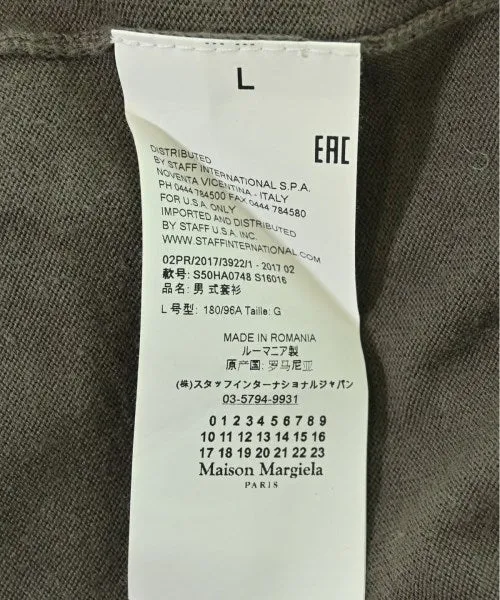 L
EAC
DISTRIBUTED
BY STAFF INTERNATIONAL S.P.A.
NOVENTA VICENTINA - ITALY
PH 0444 784500 FAX 0444 784580
FOR U.S.A. ONLY
IMPORTED AND DISTRIBUTED
BY STAFF U.S.A. INC.
WWW.STAFFINTERNATIONAL.COM
02PR/2017/3922/1 - 2017 02
款号: S50HA0748 S16016
品名: 男 式套衫
L 号型: 180/96A Taille: G
MADE IN ROMANIA
ルーマニア製
原产国: 罗马尼亚
(株)スタッフインターナショナルジャパン
03-5794-9931
0 1 2 3 4 5 6 7 8 9
10 11 12 13 14 15 16
17 18 19 20 21 22 23
Maison Margiela
PARIS